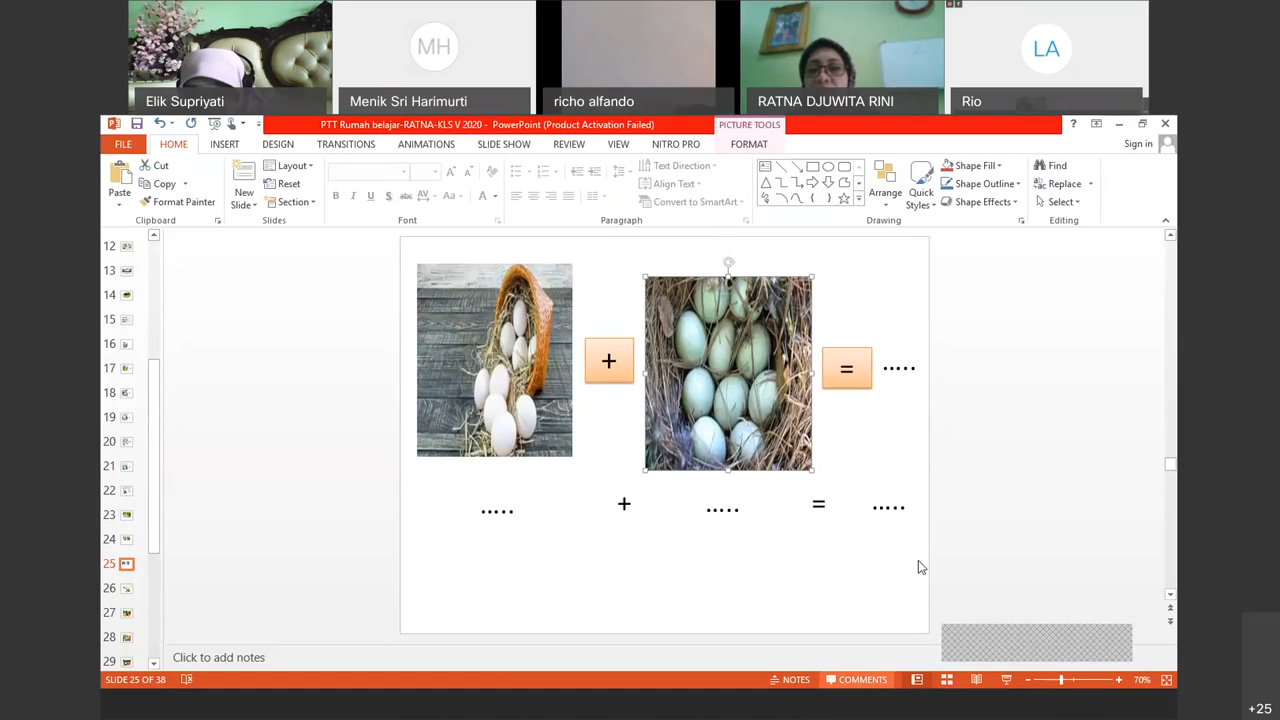 MH
LA
Elik Supriyati
Menik Sri Harimurti
richo alfando
RATNA DJUWITA RINI
Rio
PTT Rumah belajar-RATNA-KLS V 2020 - PowerPoint (Product Activation Failed)
PICTURE TOOLS
?
FILE
HOME
INSERT
DESIGN
TRANSITIONS
ANIMATIONS
SLIDE SHOW
REVIEW
VIEW
NITRO PRO
FORMAT
Sign in
Paste
Cut
Copy
Format Painter
Clipboard
New
Slide
Layout
Reset
Section
Slides
B I U S abc AV Aa A
Font
Text Direction
Align Text
Convert to SmartArt
Paragraph
Arrange
Quick
Styles
Shape Fill
Shape Outline
Shape Effects
Drawing
Find
Replace
Select
Editing
12
13
14
15
16
17
18
19
20
21
22
23
24
25
26
27
28
29
+ = .....
..... + ..... = .....
Click to add notes
SLIDE 25 OF 38
NOTES
COMMENTS
70%
+25